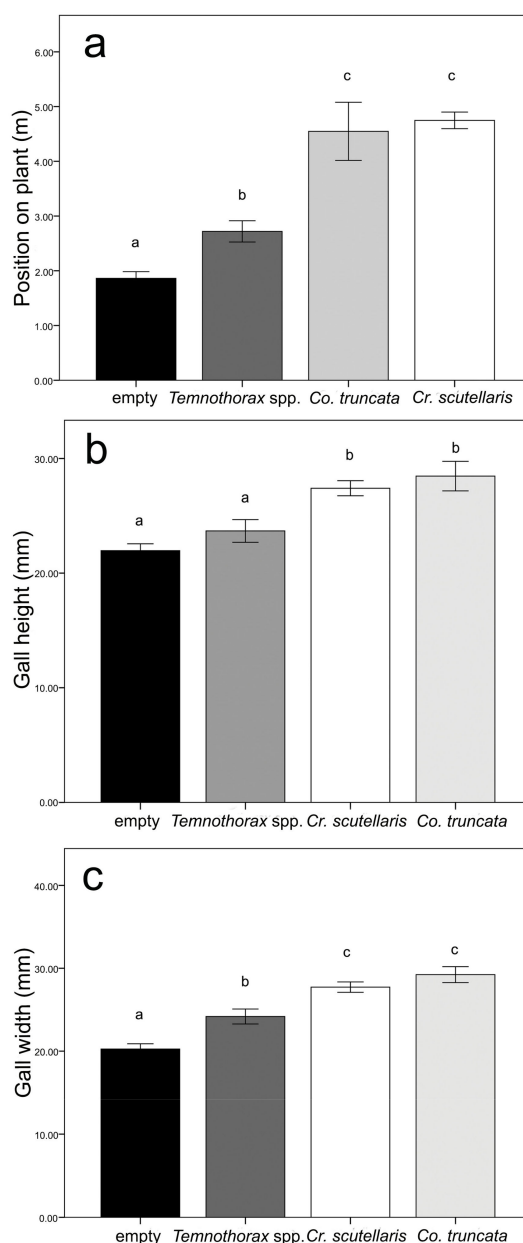 a
Position on plant (m)
6.00
5.00
4.00
3.00
2.00
1.00
0.00
a
b
c
c
empty
Temnothorax spp.
Co. truncata
Cr. scutellaris
b
Gall height (mm)
30.00
20.00
10.00
0.00
a
a
b
b
empty
Temnothorax spp.
Cr. scutellaris
Co. truncata
c
Gall width (mm)
40.00
30.00
20.00
10.00
0.00
a
b
c
c
empty
Temnothorax spp.
Cr. scutellaris
Co. truncata